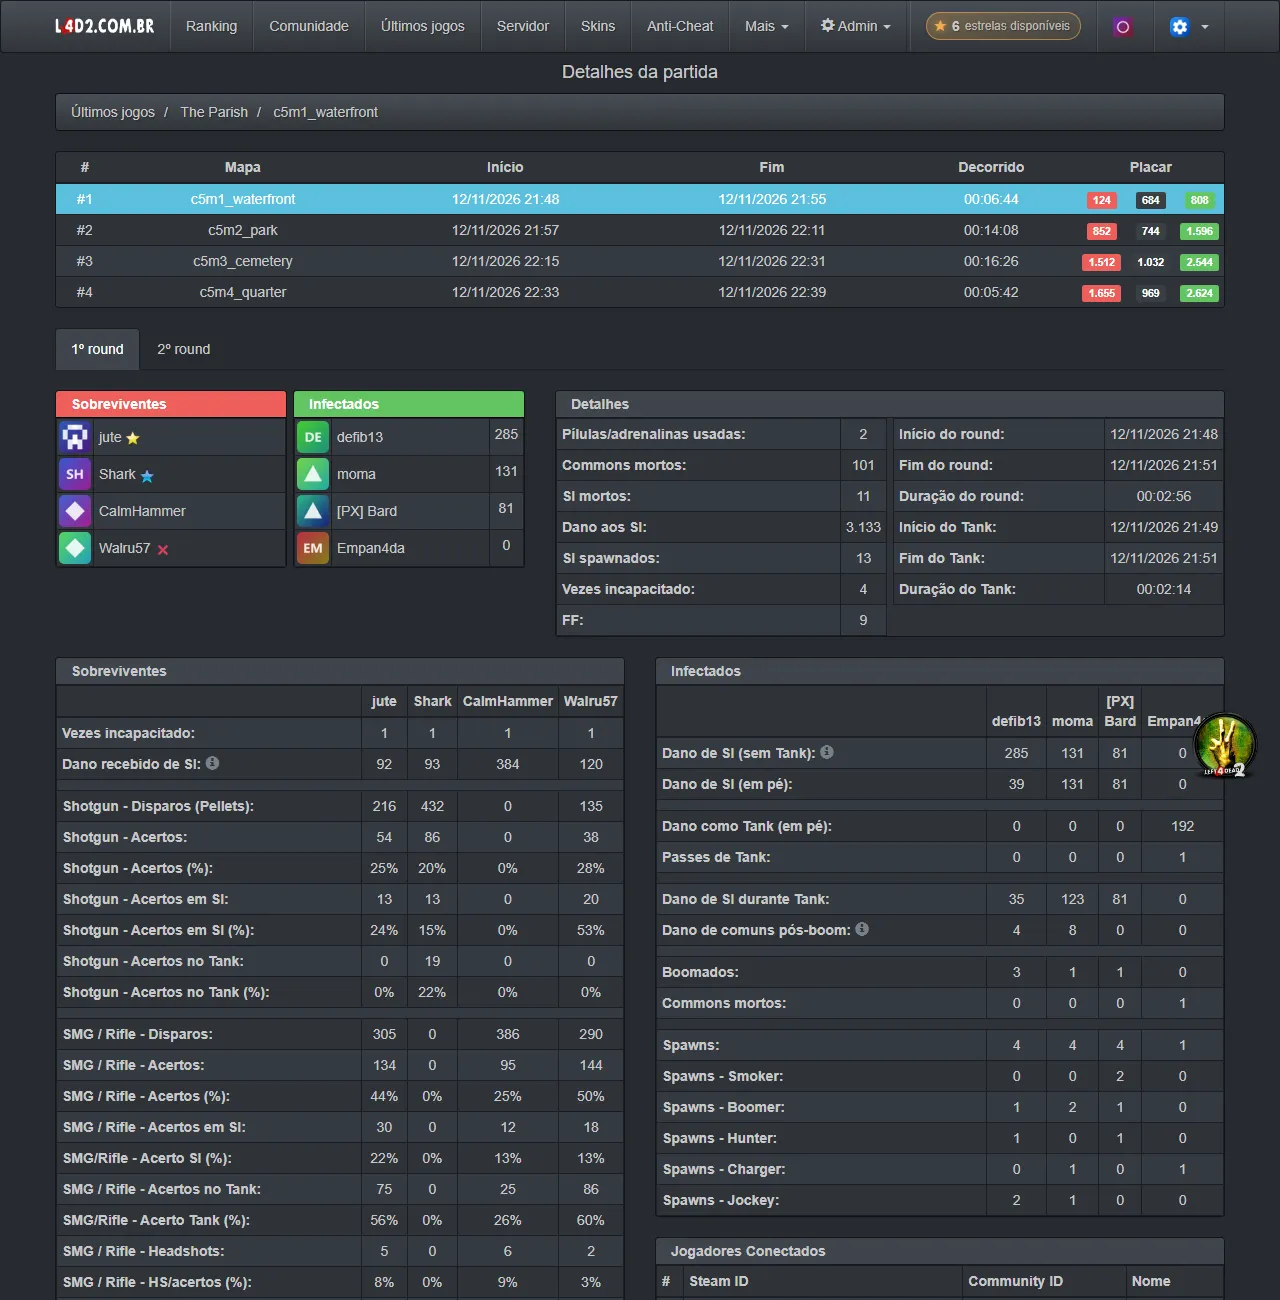 L4D2.COM.BR Ranking Comunidade Últimos jogos Servidor Skins Anti-Cheat Mais Admin 6 estrelas disponíveis
Detalhes da partida
Últimos jogos / The Parish / c5m1_waterfront
# Mapa Início Fim Decorrido Placar
#1 c5m1_waterfront 12/11/2026 21:48 12/11/2026 21:55 00:06:44 124 684 808
#2 c5m2_park 12/11/2026 21:57 12/11/2026 22:11 00:14:08 852 744 1.596
#3 c5m3_cemetery 12/11/2026 22:15 12/11/2026 22:31 00:16:26 1.512 1.032 2.544
#4 c5m4_quarter 12/11/2026 22:33 12/11/2026 22:39 00:05:42 1.655 969 2.624
1º round 2º round
Sobreviventes
jute
SH Shark
CalmHammer
Walru57
Infectados
DE defib13 285
moma 131
[PX] Bard 81
EM Empan4da 0
Detalhes
Pílulas/adrenalinas usadas: 2 Início do round: 12/11/2026 21:48
Commons mortos: 101 Fim do round: 12/11/2026 21:51
SI mortos: 11 Duração do round: 00:02:56
Dano aos SI: 3.133 Início do Tank: 12/11/2026 21:49
SI spawnados: 13 Fim do Tank: 12/11/2026 21:51
Vezes incapacitado: 4 Duração do Tank: 00:02:14
FF: 9
Sobreviventes
jute Shark CalmHammer Walru57
Vezes incapacitado: 1 1 1 1
Dano recebido de SI: 92 93 384 120
Shotgun - Disparos (Pellets): 216 432 0 135
Shotgun - Acertos: 54 86 0 38
Shotgun - Acertos (%): 25% 20% 0% 28%
Shotgun - Acertos em SI: 13 13 0 20
Shotgun - Acertos em SI (%): 24% 15% 0% 53%
Shotgun - Acertos no Tank: 0 19 0 0
Shotgun - Acertos no Tank (%): 0% 22% 0% 0%
SMG / Rifle - Disparos: 305 0 386 290
SMG / Rifle - Acertos: 134 0 95 144
SMG / Rifle - Acertos (%): 44% 0% 25% 50%
SMG / Rifle - Acertos em SI: 30 0 12 18
SMG/Rifle - Acerto SI (%): 22% 0% 13% 13%
SMG / Rifle - Acertos no Tank: 75 0 25 86
SMG/Rifle - Acerto Tank (%): 56% 0% 26% 60%
SMG / Rifle - Headshots: 5 0 6 2
SMG / Rifle - HS/acertos (%): 8% 0% 9% 3%
Infectados
defib13 moma [PX] Bard Empan4
LEFT 4 DEAD 2
Dano de SI (sem Tank): 285 131 81 0
Dano de SI (em pé): 39 131 81 0
Dano como Tank (em pé): 0 0 0 192
Passes de Tank: 0 0 0 1
Dano de SI durante Tank: 35 123 81 0
Dano de comuns pós-boom: 4 8 0 0
Boomados: 3 1 1 0
Commons mortos: 0 0 0 1
Spawns: 4 4 4 1
Spawns - Smoker: 0 0 2 0
Spawns - Boomer: 1 2 1 0
Spawns - Hunter: 1 0 1 0
Spawns - Charger: 0 1 0 1
Spawns - Jockey: 2 1 0 0
Jogadores Conectados
# Steam ID Community ID Nome